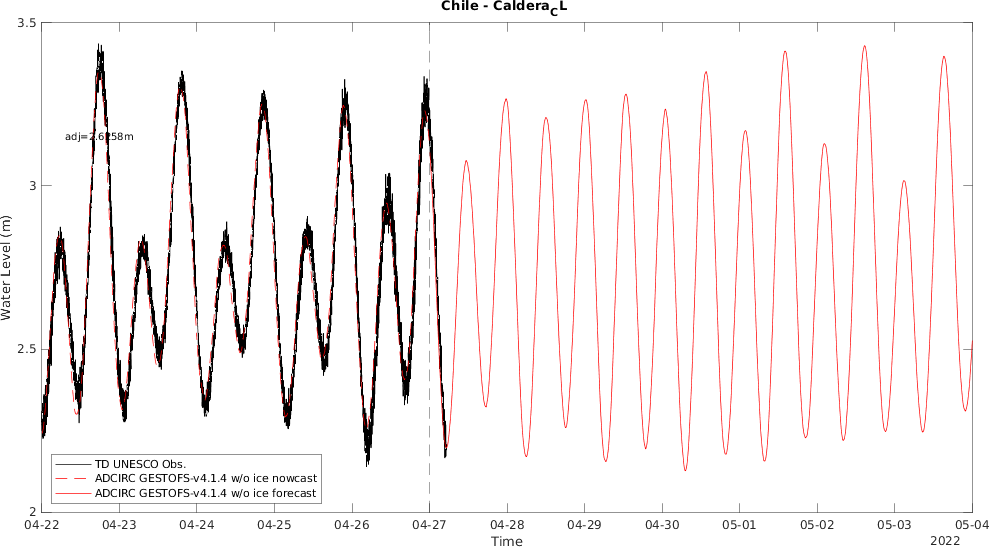 Chile - Caldera_CL
3.5
3
2.5
2
Water Level (m)
adj=2.6258m
TD UNESCO Obs.
ADCIRC GESTOFS-v4.1.4 w/o ice nowcast
ADCIRC GESTOFS-v4.1.4 w/o ice forecast
04-22 04-23 04-24 04-25 04-26 04-27 04-28 04-29 04-30 05-01 05-02 05-03 05-04
Time
2022